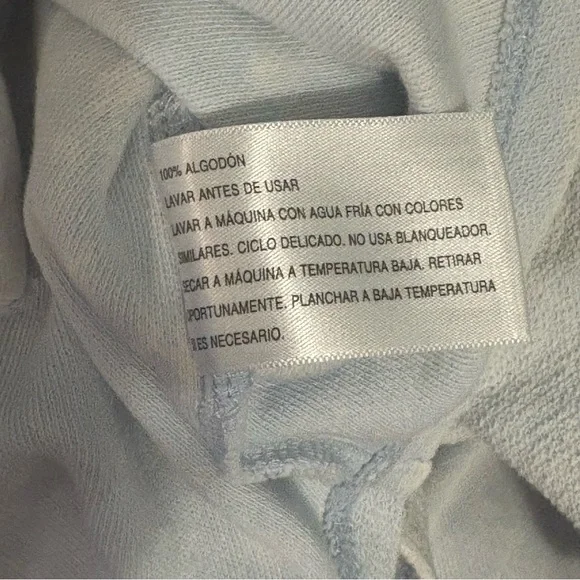 100% ALGODÓN
LAVAR ANTES DE USAR
LAVAR A MÁQUINA CON AGUA FRÍA CON COLORES
SIMILARES. CICLO DELICADO. NO USA BLANQUEADOR.
SECAR A MÁQUINA A TEMPERATURA BAJA. RETIRAR
OPORTUNAMENTE. PLANCHAR A BAJA TEMPERATURA
SI ES NECESARIO.